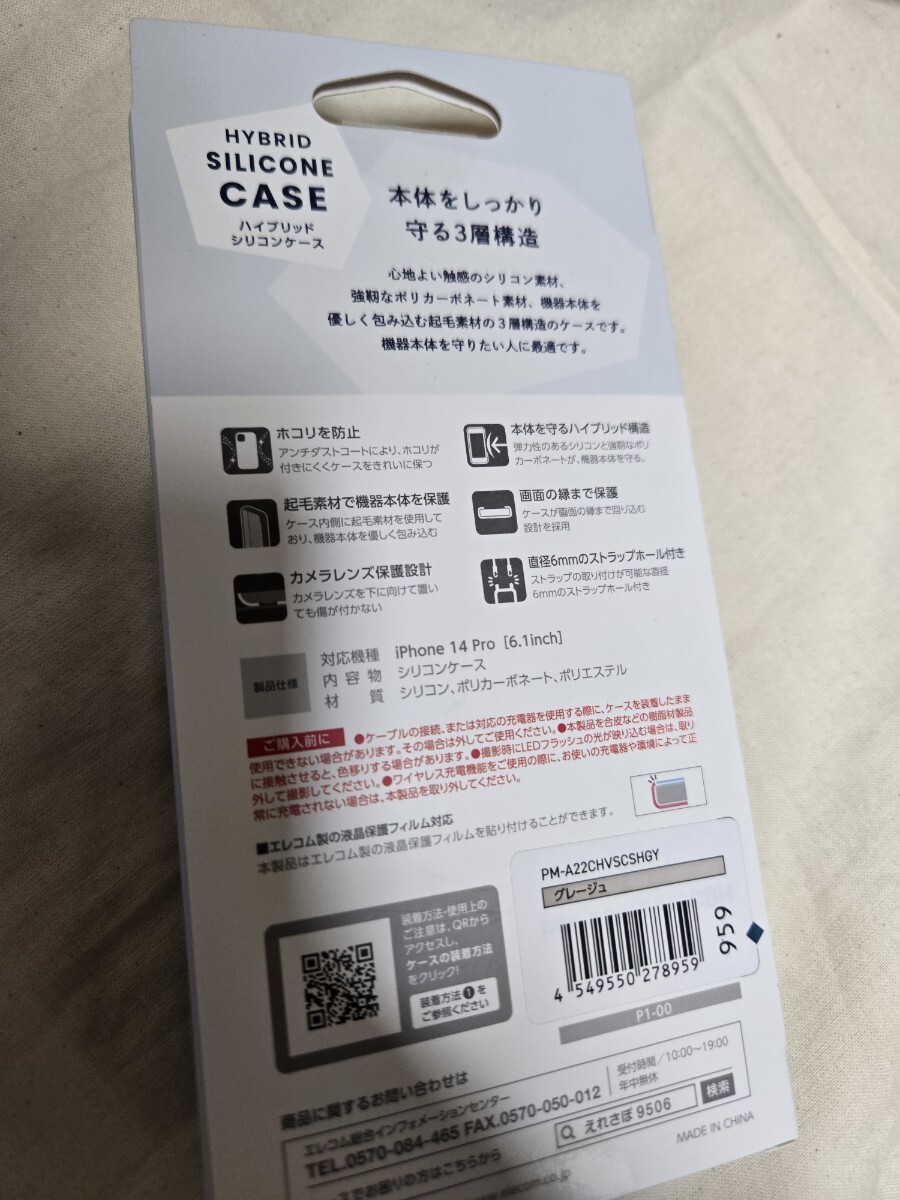 HYBRID
SILICONE
CASE
ハイブリッド
シリコンケース
本体をしっかり
守る3層構造
心地よい触感のシリコン素材、
強靭なポリカーボネート素材、機器本体を
優しく包み込む起毛素材の3層構造のケースです。
機器本体を守りたい人に最適です。
ホコリを防止
アンチダストコートにより、ホコリが
付きにくくケースをきれいに保つ
本体を守るハイブリッド構造
弾力性のあるシリコンと強靭なポリ
カーボネートが、機器本体を守る。
起毛素材で機器本体を保護
ケース内側に起毛素材を使用して
おり、機器本体を優しく包み込む
画面の縁まで保護
ケースが画面の縁まで回り込む
設計を採用
カメラレンズ保護設計
カメラレンズを下に向けて置い
ても傷が付かない
直径6mmのストラップホール付き
ストラップの取り付けが可能な直径
6mmのストラップホール付き
製品仕様
対応機種 iPhone 14 Pro [6.1inch]
内容物 シリコンケース
材質 シリコン、ポリカーボネート、ポリエステル
ご購入前に ●ケーブルの接続、または対応の充電器を使用する際に、ケースを装着したまま
使用できない場合があります。その場合は外してご使用ください。●本製品を合皮などの樹脂材製品
に接触させると、色移りする場合があります。●撮影時にLEDフラッシュの光が映り込む場合は、取り
外して撮影してください。●ワイヤレス充電機能をご使用の際に、お使いの充電器や環境によって正
常に充電されない場合は、本製品を取り外してください。
■エレコム製の液晶保護フィルム対応
本製品はエレコム製の液晶保護フィルムを貼り付けることができます。
装着方法・使用上の
ご注意は、QRから
アクセスし、
ケースの装着方法
をクリック!
装着方法❶を
ご参照ください
PM-A22CHVSCSHGY
グレージュ
4 549550 278959
959
P1-00
商品に関するお問い合わせは
エレコム総合インフォメーションセンター
TEL.0570-084-465 FAX.0570-050-012
受付時間/10:00〜19:00
年中無休
えれさぽ 9506 検索
スでお困りの方はこちらから
www.elecom.co.jp
MADE IN CHINA